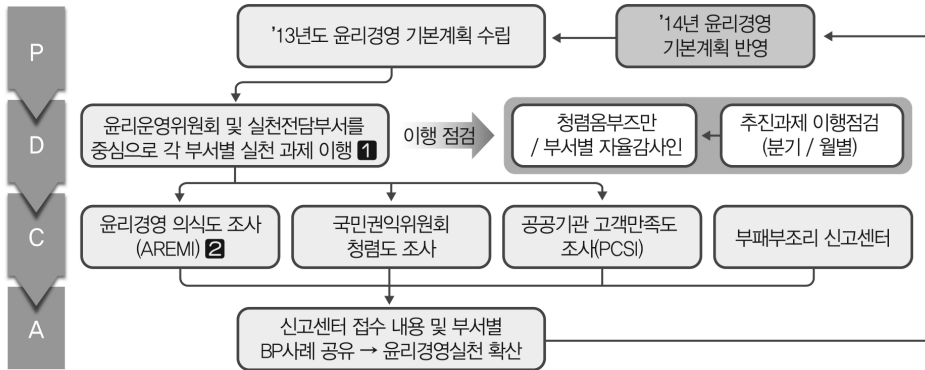 P
'13년도 윤리경영 기본계획 수립
'14년 윤리경영
기본계획 반영
D
윤리운영위원회 및 실천전담부서를
중심으로 각 부서별 실천 과제 이행 1
이행 점검
청렴옴부즈만
/ 부서별 자율감사인
추진과제 이행점검
(분기 / 월별)
C
윤리경영 의식도 조사
(AREMI) 2
국민권익위원회
청렴도 조사
공공기관 고객만족도
조사(PCSI)
부패부조리 신고센터
A
신고센터 접수 내용 및 부서별
BP사례 공유 → 윤리경영실천 확산